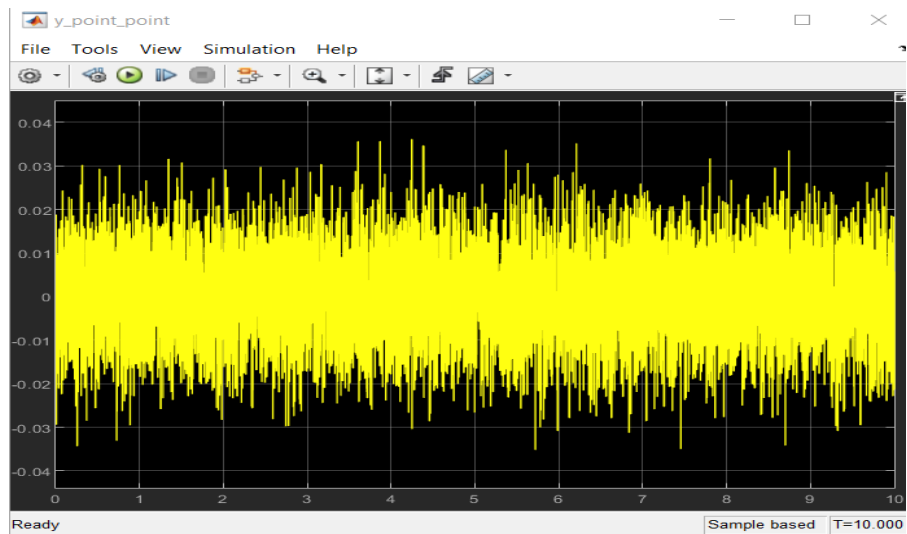 y_point_point
File Tools View Simulation Help
0.04
0.03
0.02
0.01
0
-0.01
-0.02
-0.03
-0.04
0 1 2 3 4 5 6 7 8 9 10
Ready Sample based T=10.000